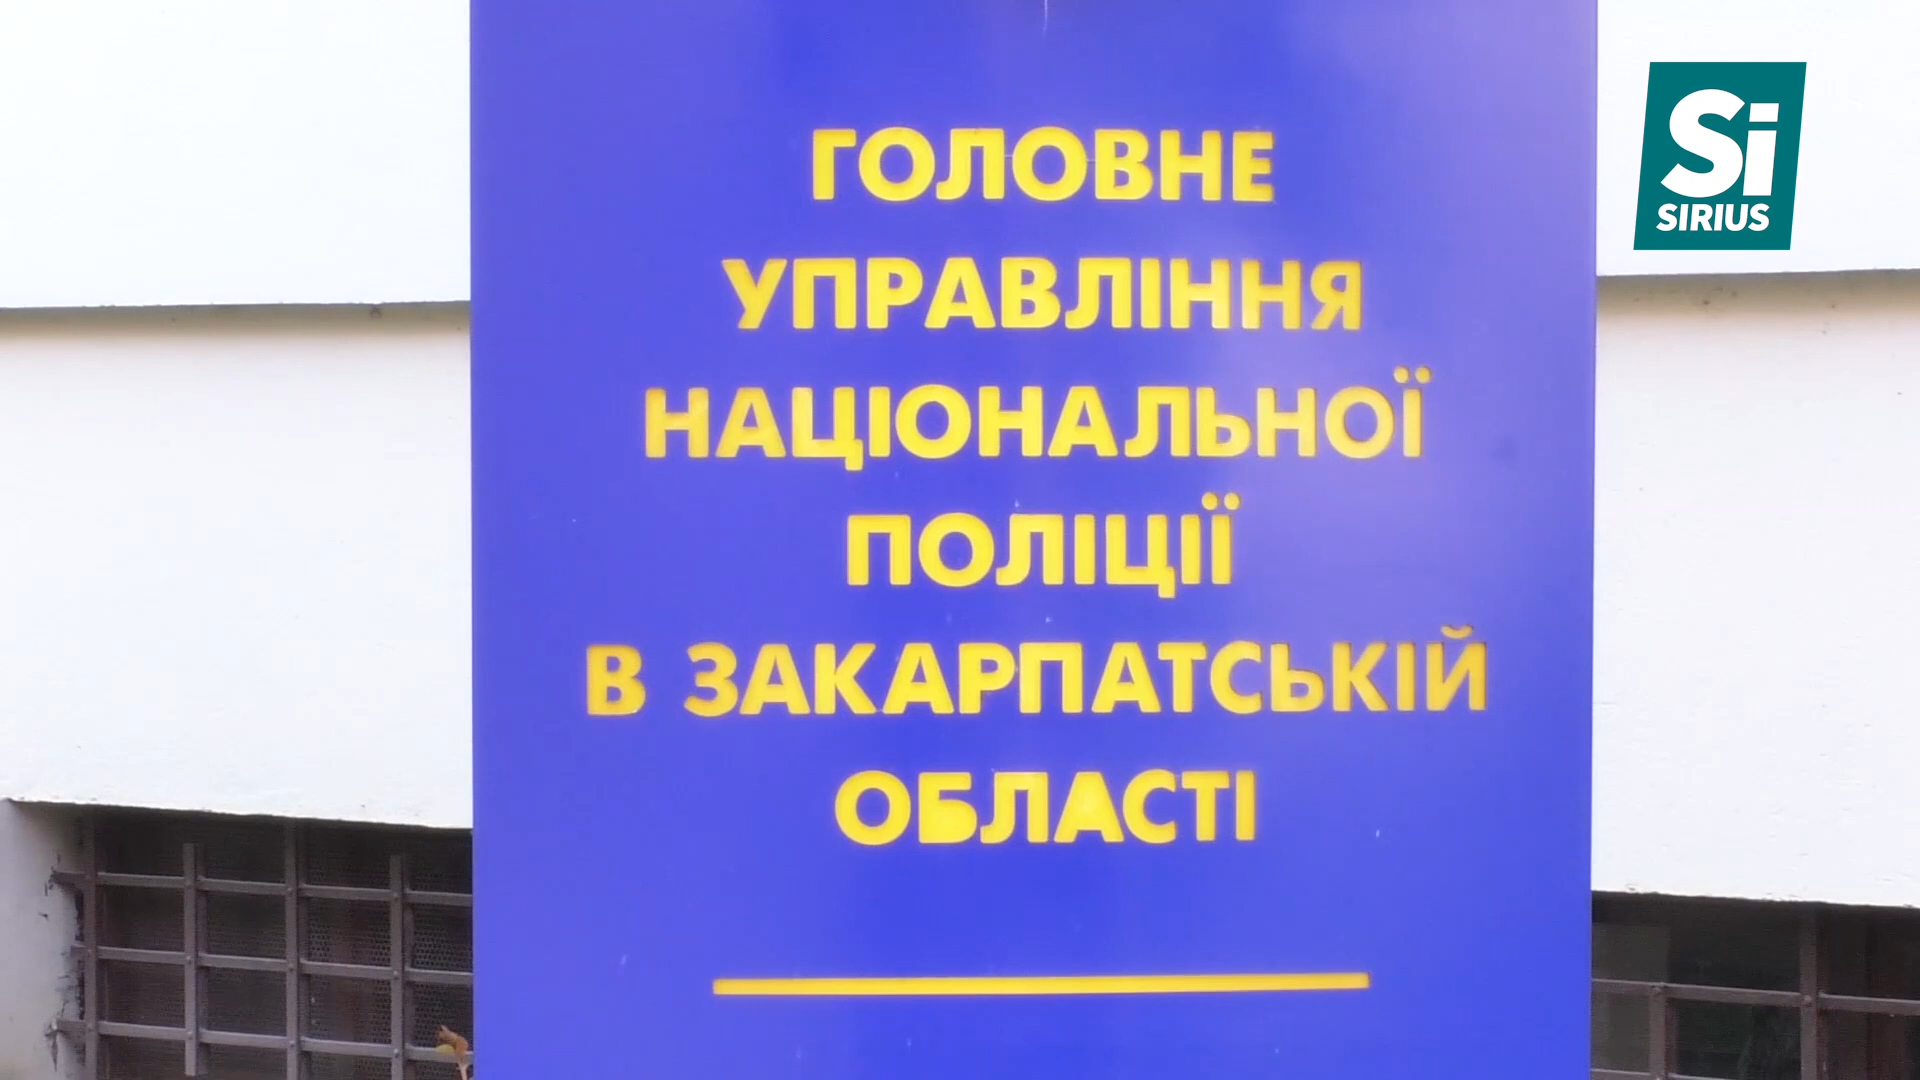 ГОЛОВНЕ
УПРАВЛІННЯ
НАЦІОНАЛЬНОЇ
ПОЛІЦІЇ
В ЗАКАРПАТСЬКІЙ
ОБЛАСТІ
Si
SIRIUS